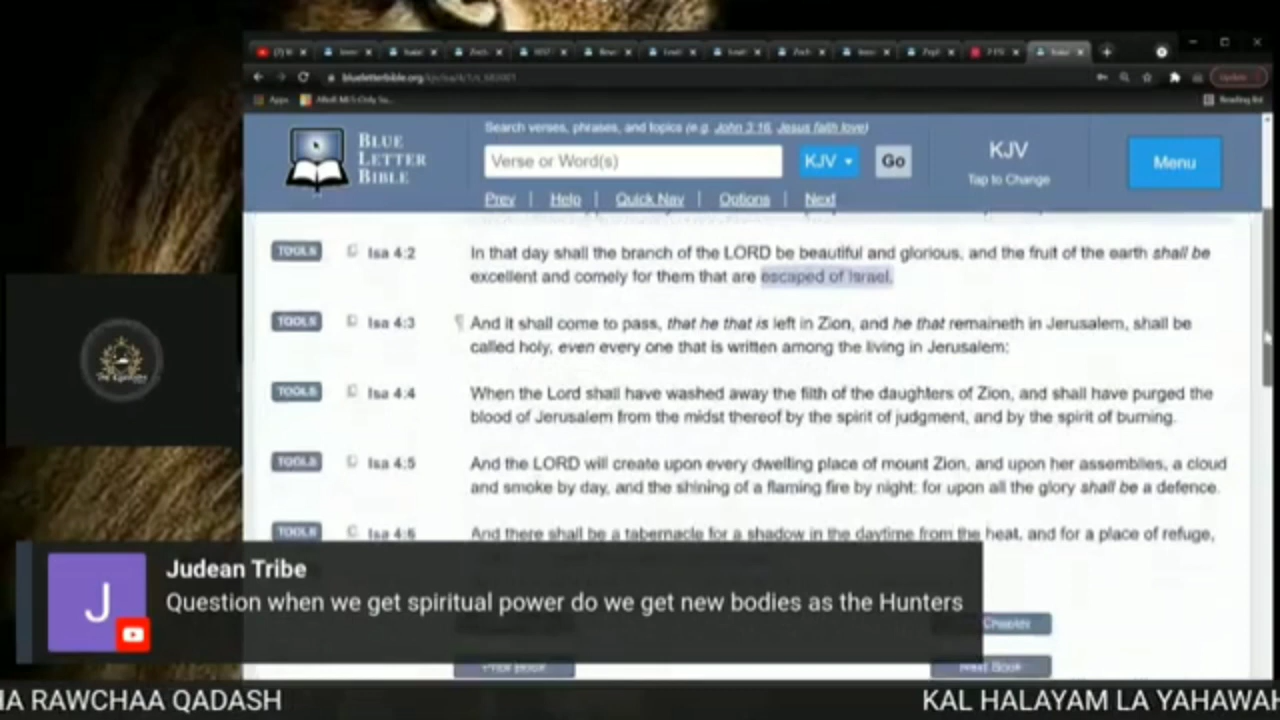 Update
blueletterbible.org
Apps
Reading list
BLUE
LETTER
BIBLE
Search verses, phrases, and topics (e.g. John 3:16, Jesus faith love)
Verse or Word(s)
KJV
Go
KJV
Tap to Change
Menu
Prev | Help | Quick Nav | Options | Next
TOOLS Isa 4:2 In that day shall the branch of the LORD be beautiful and glorious, and the fruit of the earth shall be
excellent and comely for them that are escaped of Israel.
TOOLS Isa 4:3 ¶ And it shall come to pass, that he that is left in Zion, and he that remaineth in Jerusalem, shall be
called holy, even every one that is written among the living in Jerusalem:
TOOLS Isa 4:4 When the Lord shall have washed away the filth of the daughters of Zion, and shall have purged the
blood of Jerusalem from the midst thereof by the spirit of judgment, and by the spirit of burning.
TOOLS Isa 4:5 And the LORD will create upon every dwelling place of mount Zion, and upon her assemblies, a cloud
and smoke by day, and the shining of a flaming fire by night: for upon all the glory shall be a defence.
TOOLS Isa 4:6 And there shall be a tabernacle for a shadow in the daytime from the heat, and for a place of refuge,
Chapter
Prior Book
Next Book
J
Judean Tribe
Question when we get spiritual power do we get new bodies as the Hunters
RAWCHAA QADASH
KAL HALAYAM LA YAHAWAH